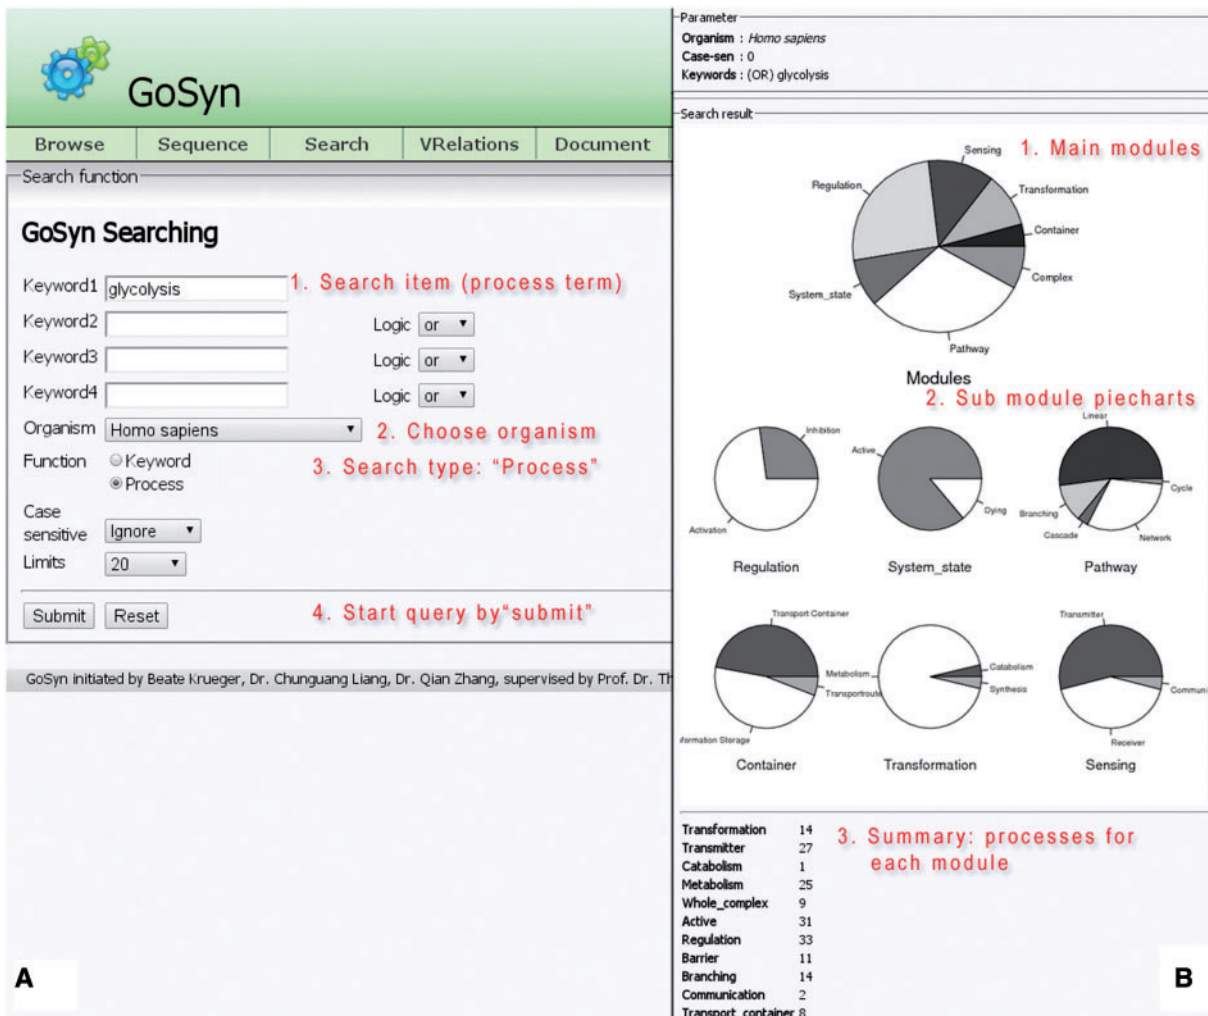 GoSyn
Browse Sequence Search VRelations Document
Search function
GoSyn Searching
Keyword1 glycolysis 1. Search item (process term)
Keyword2 Logic or
Keyword3 Logic or
Keyword4 Logic or
Organism Homo sapiens 2. Choose organism
Function Keyword 3. Search type: “Process”
Process
Case
sensitive Ignore
Limits 20
Submit Reset 4. Start query by“submit”
GoSyn initiated by Beate Krueger, Dr. Chunguang Liang, Dr. Qian Zhang, supervised by Prof. Dr. Th
A
Parameter
Organism : Homo sapiens
Case-sen : 0
Keywords : (OR) glycolysis
Search result
1. Main modules
Sensing
Regulation
Transformation
Container
Complex
System_state
Pathway
Modules
2. Sub module piecharts
Inhibition
Activation
Regulation
Active
Dying
System_state
Linear
Cycle
Branching
Cascade
Network
Pathway
Transport Container
Transportroute
formation Storage
Container
Metabolism
Catabolism
Synthesis
Transformation
Transmitter
Communi
Receiver
Sensing
3. Summary: processes for
each module
Transformation 14
Transmitter 27
Catabolism 1
Metabolism 25
Whole_complex 9
Active 31
Regulation 33
Barrier 11
Branching 14
Communication 2
Transport_container 8
B